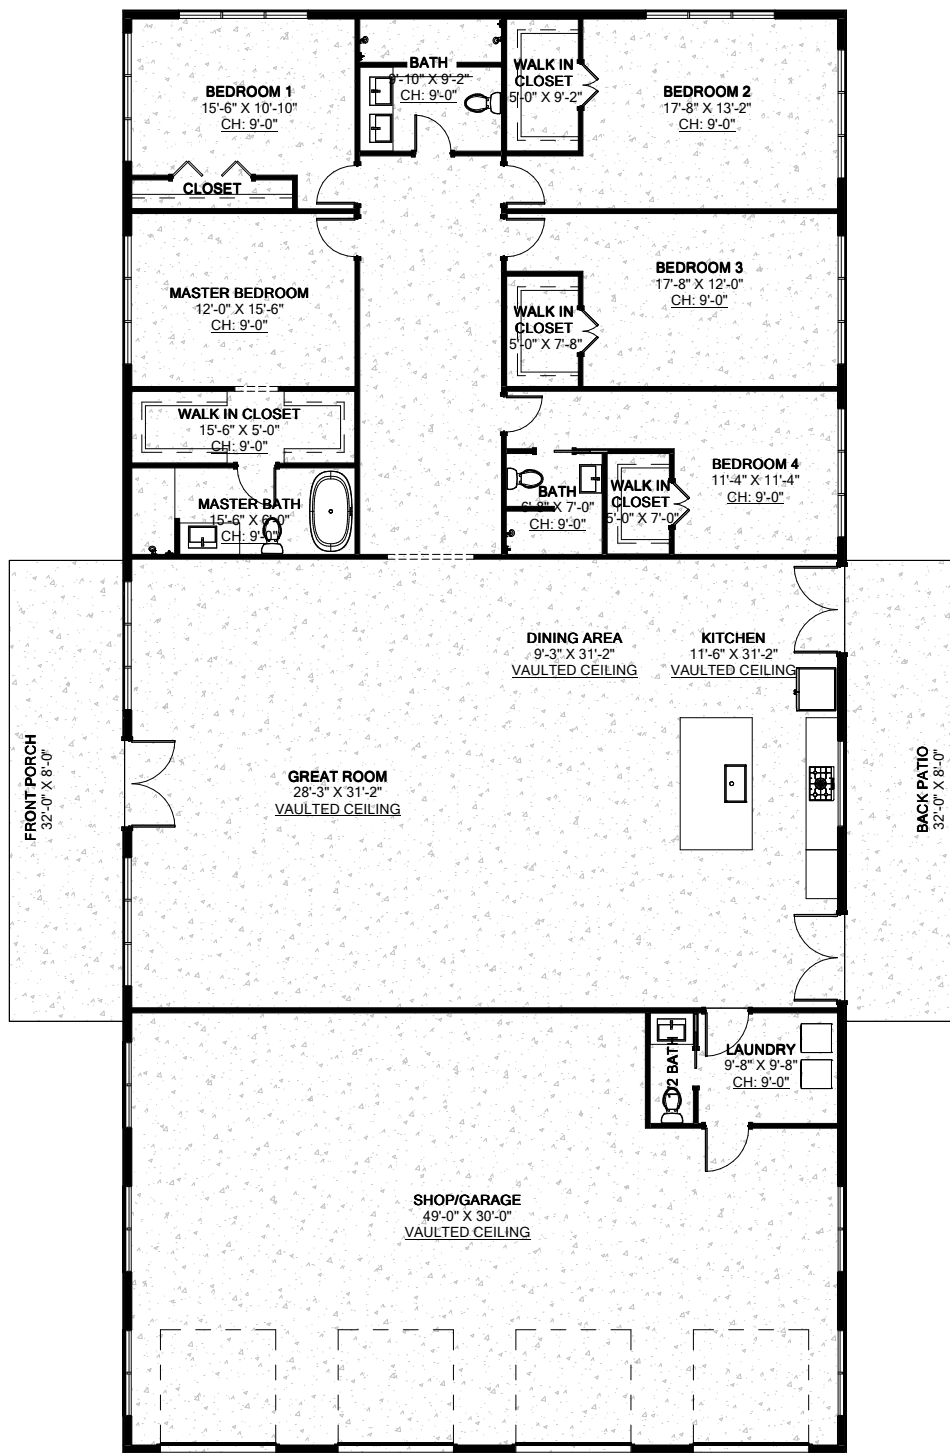 BATH
9'-10" X 9'-2"
CH: 9'-0"
WALK IN
CLOSET
5'-0" X 9'-2"
BEDROOM 1
15'-6" X 10'-10"
CH: 9'-0"
BEDROOM 2
17'-8" X 13'-2"
CH: 9'-0"
CLOSET
MASTER BEDROOM
12'-0" X 15'-6"
CH: 9'-0"
BEDROOM 3
17'-8" X 12'-0"
CH: 9'-0"
WALK IN
CLOSET
5'-0" X 7'-8"
WALK IN CLOSET
15'-6" X 5'-0"
CH: 9'-0"
BEDROOM 4
11'-4" X 11'-4"
CH: 9'-0"
MASTER BATH
15'-6" X 6'-0"
CH: 9'-0"
BATH
6'-8" X 7'-0"
CH: 9'-0"
WALK IN
CLOSET
5'-0" X 7'-0"
DINING AREA
9'-3" X 31'-2"
VAULTED CEILING
KITCHEN
11'-6" X 31'-2"
VAULTED CEILING
FRONT PORCH
32'-0" X 8'-0"
GREAT ROOM
28'-3" X 31'-2"
VAULTED CEILING
BACK PATIO
32'-0" X 8'-0"
1/2 BATH
LAUNDRY
9'-8" X 9'-8"
CH: 9'-0"
SHOP/GARAGE
49'-0" X 30'-0"
VAULTED CEILING